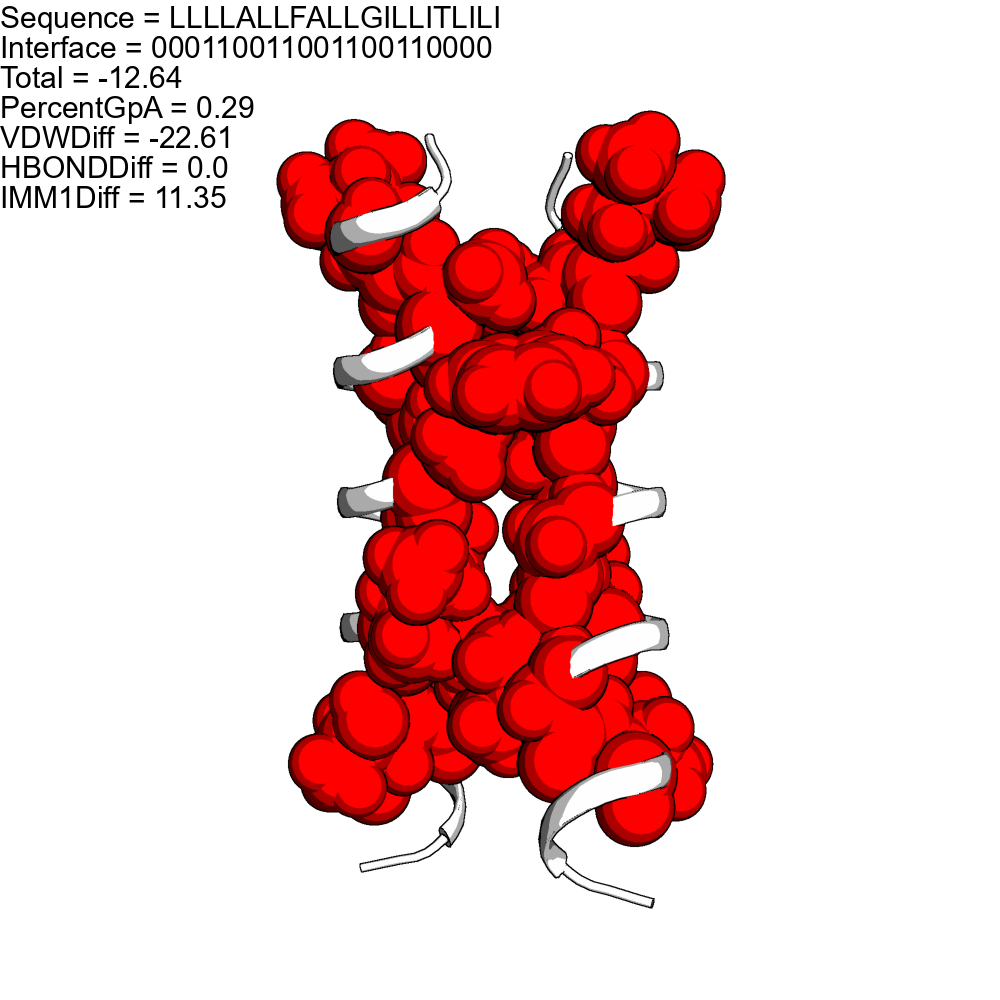 Sequence = LLLLALLFALLGILLITLILI
Interface = 000110011001100110000
Total = -12.64
PercentGpA = 0.29
VDWDiff = -22.61
HBONDDiff = 0.0
IMM1Diff = 11.35